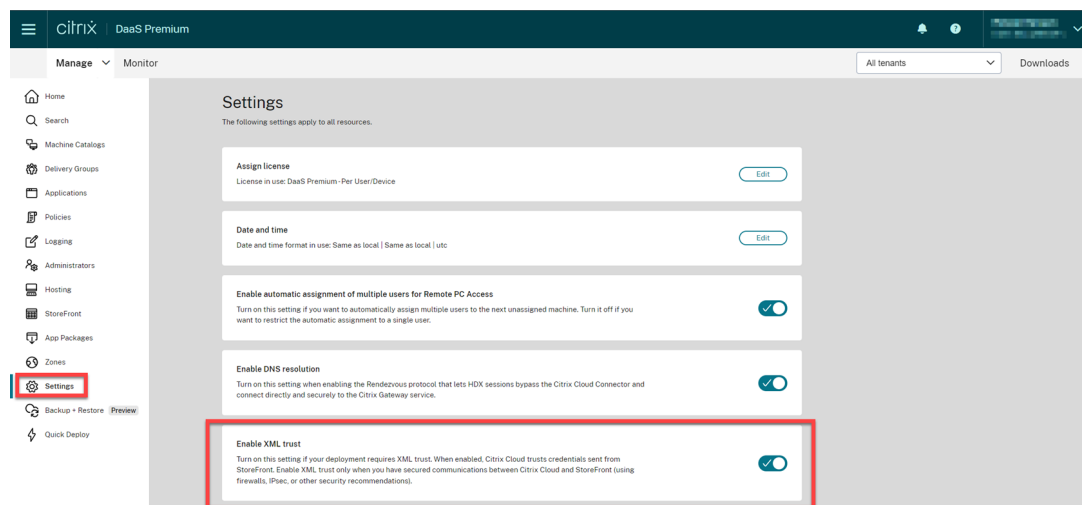 citrix DaaS Premium
Manage Monitor All tenants Downloads
Home
Search
Machine Catalogs
Delivery Groups
Applications
Policies
Logging
Administrators
Hosting
StoreFront
App Packages
Zones
Settings
Backup + Restore Preview
Quick Deploy
Settings
The following settings apply to all resources.
Assign license
License in use: DaaS Premium - Per User/Device
Edit
Date and time
Date and time format in use: Same as local | Same as local | utc
Edit
Enable automatic assignment of multiple users for Remote PC Access
Turn on this setting if you want to automatically assign multiple users to the next unassigned machine. Turn it off if you
want to restrict the automatic assignment to a single user.
Enable DNS resolution
Turn on this setting when enabling the Rendezvous protocol that lets HDX sessions bypass the Citrix Cloud Connector and
connect directly and securely to the Citrix Gateway service.
Enable XML trust
Turn on this setting if your deployment requires XML trust. When enabled, Citrix Cloud trusts credentials sent from
StoreFront. Enable XML trust only when you have secured communications between Citrix Cloud and StoreFront (using
firewalls, IPsec, or other security recommendations).